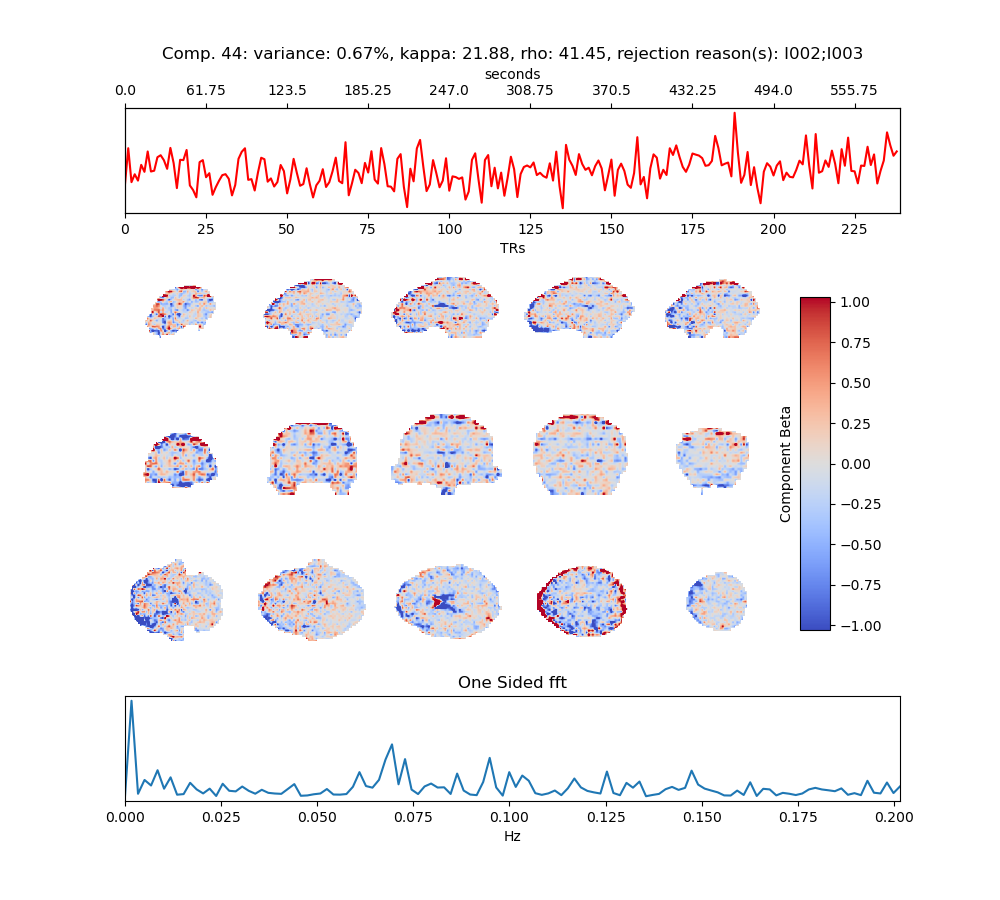 Comp. 44: variance: 0.67%, kappa: 21.88, rho: 41.45, rejection reason(s): I002;I003
seconds
0.0 61.75 123.5 185.25 247.0 308.75 370.5 432.25 494.0 555.75
0 25 50 75 100 125 150 175 200 225
TRs
1.00
0.75
0.50
0.25
0.00
−0.25
−0.50
−0.75
−1.00
Component Beta
One Sided fft
0.000 0.025 0.050 0.075 0.100 0.125 0.150 0.175 0.200
Hz